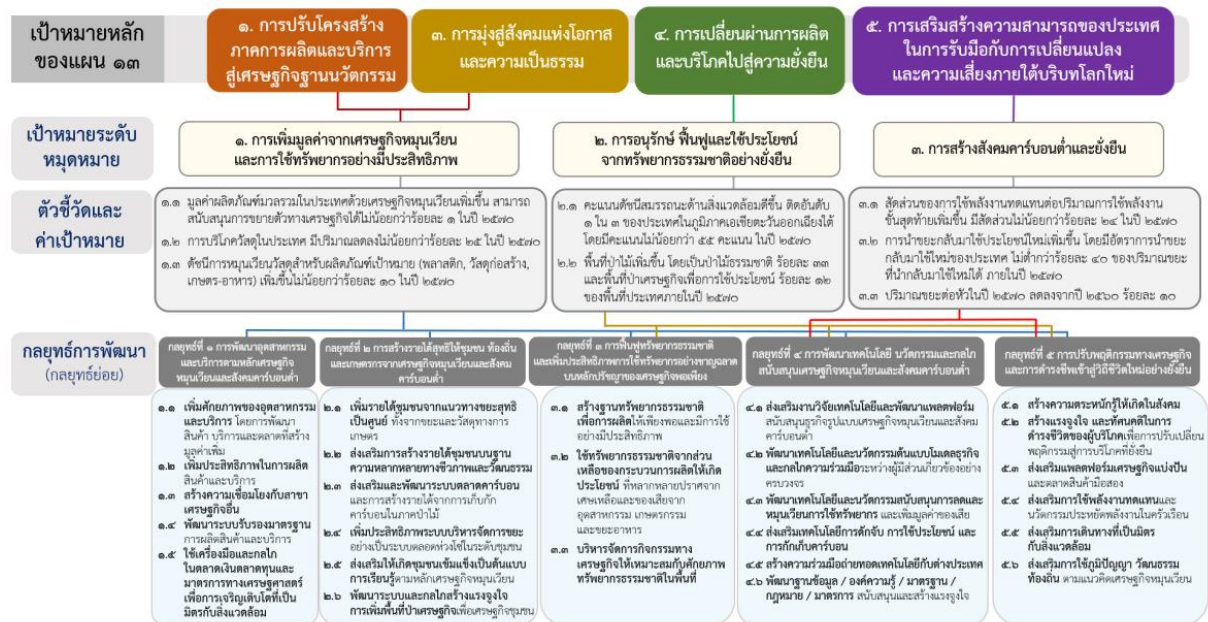 เป้าหมายหลัก
ของแผน ๑๓
๑. การปรับโครงสร้าง
ภาคการผลิตและบริการ
สู่เศรษฐกิจฐานนวัตกรรม
๓. การมุ่งสู่สังคมแห่งโอกาส
และความเป็นธรรม
๔. การเปลี่ยนผ่านการผลิต
และบริโภคไปสู่ความยั่งยืน
๕. การเสริมสร้างความสามารถของประเทศ
ในการรับมือกับการเปลี่ยนแปลง
และความเสี่ยงภายใต้บริบทโลกใหม่
เป้าหมายระดับ
หมุดหมาย
๑. การเพิ่มมูลค่าจากเศรษฐกิจหมุนเวียน
และการใช้ทรัพยากรอย่างมีประสิทธิภาพ
๒. การอนุรักษ์ ฟื้นฟูและใช้ประโยชน์
จากทรัพยากรธรรมชาติอย่างยั่งยืน
๓. การสร้างสังคมคาร์บอนต่ำและยั่งยืน
ตัวชี้วัดและ
ค่าเป้าหมาย
๑.๑ มูลค่าผลิตภัณฑ์มวลรวมในประเทศด้วยเศรษฐกิจหมุนเวียนเพิ่มขึ้น สามารถ
สนับสนุนการขยายตัวทางเศรษฐกิจได้ไม่น้อยกว่าร้อยละ ๑ ในปี ๒๕๗๐
๑.๒ การบริโภควัสดุในประเทศ มีปริมาณลดลงไม่น้อยกว่าร้อยละ ๒๕ ในปี ๒๕๗๐
๑.๓ ดัชนีการหมุนเวียนวัสดุสำหรับผลิตภัณฑ์เป้าหมาย (พลาสติก, วัสดุก่อสร้าง,
เกษตร-อาหาร) เพิ่มขึ้นไม่น้อยกว่าร้อยละ ๑๐ ในปี ๒๕๗๐
๒.๑ คะแนนดัชนีสมรรถนะด้านสิ่งแวดล้อมดีขึ้น ติดอันดับ
๑ ใน ๓ ของประเทศในภูมิภาคเอเชียตะวันออกเฉียงใต้
โดยมีคะแนนไม่น้อยกว่า ๕๕ คะแนน ในปี ๒๕๗๐
๒.๒ พื้นที่ป่าไม้เพิ่มขึ้น โดยเป็นป่าไม้ธรรมชาติ ร้อยละ ๓๓
และพื้นที่ป่าเศรษฐกิจเพื่อการใช้ประโยชน์ ร้อยละ ๑๒
ของพื้นที่ประเทศภายในปี ๒๕๗๐
๓.๑ สัดส่วนของการใช้พลังงานทดแทนต่อปริมาณการใช้พลังงาน
ขั้นสุดท้ายเพิ่มขึ้น มีสัดส่วนไม่น้อยกว่าร้อยละ ๒๔ ในปี ๒๕๗๐
๓.๒ การนำขยะกลับมาใช้ประโยชน์ใหม่เพิ่มขึ้น โดยมีอัตราการนำขยะ
กลับมาใช้ใหม่ของประเทศ ไม่ต่ำกว่าร้อยละ ๔๐ ของปริมาณขยะ
ที่นำกลับมาใช้ใหม่ได้ ภายในปี ๒๕๗๐
๓.๓ ปริมาณขยะต่อหัวในปี ๒๕๗๐ ลดลงจากปี ๒๕๖๐ ร้อยละ ๑๐
กลยุทธ์การพัฒนา
(กลยุทธ์ย่อย)
กลยุทธ์ที่ ๑ การพัฒนาอุตสาหกรรม
และบริการตามหลักเศรษฐกิจ
หมุนเวียนและสังคมคาร์บอนต่ำ
๑.๑ เพิ่มศักยภาพของอุตสาหกรรม
และบริการ โดยการพัฒนา
สินค้า บริการและตลาดที่สร้าง
มูลค่าเพิ่ม
๑.๒ เพิ่มประสิทธิภาพในการผลิต
สินค้าและบริการ
๑.๓ สร้างความเชื่อมโยงกับสาขา
เศรษฐกิจอื่น
๑.๔ พัฒนาระบบรับรองมาตรฐาน
การผลิตสินค้าและบริการ
๑.๕ ใช้เครื่องมือและกลไก
ในตลาดเงินตลาดทุนและ
มาตรการทางเศรษฐศาสตร์
เพื่อการเจริญเติบโตที่เป็น
มิตรกับสิ่งแวดล้อม
กลยุทธ์ที่ ๒ การสร้างรายได้สุทธิให้ชุมชน ท้องถิ่น
และเกษตรกรจากเศรษฐกิจหมุนเวียนและสังคม
คาร์บอนต่ำ
๒.๑ เพิ่มรายได้ชุมชนจากแนวทางขยะสุทธิ
เป็นศูนย์ ทั้งจากขยะและวัสดุทางการ
เกษตร
๒.๒ ส่งเสริมการสร้างรายได้ชุมชนบนฐาน
ความหลากหลายทางชีวภาพและวัฒนธรรม
๒.๓ ส่งเสริมและพัฒนาระบบตลาดคาร์บอน
และการสร้างรายได้จากการเก็บกัก
คาร์บอนในภาคป่าไม้
๒.๔ เพิ่มประสิทธิภาพระบบบริหารจัดการขยะ
อย่างเป็นระบบตลอดห่วงโซ่ในระดับชุมชน
๒.๕ ส่งเสริมให้เกิดชุมชนเข้มแข็งเป็นต้นแบบ
การเรียนรู้ตามหลักเศรษฐกิจหมุนเวียน
๒.๖ พัฒนาระบบและกลไกสร้างแรงจูงใจ
การเพิ่มพื้นที่ป่าเศรษฐกิจเพื่อเศรษฐกิจชุมชน
กลยุทธ์ที่ ๓ การฟื้นฟูทรัพยากรธรรมชาติ
และเพิ่มประสิทธิภาพการใช้ทรัพยากรอย่างชาญฉลาด
บนหลักปรัชญาของเศรษฐกิจพอเพียง
๓.๑ สร้างฐานทรัพยากรธรรมชาติ
เพื่อการผลิตให้เพียงพอและมีการใช้
อย่างมีประสิทธิภาพ
๓.๒ ใช้ทรัพยากรธรรมชาติจากส่วน
เหลือของกระบวนการผลิตให้เกิด
ประโยชน์ ที่หลากหลายปราศจาก
เศษเหลือและของเสียจาก
อุตสาหกรรม เกษตรกรรม
และขยะอาหาร
๓.๓ บริหารจัดการกิจกรรมทาง
เศรษฐกิจให้เหมาะสมกับศักยภาพ
ทรัพยากรธรรมชาติในพื้นที่
กลยุทธ์ที่ ๔ การพัฒนาเทคโนโลยี นวัตกรรมและกลไก
สนับสนุนเศรษฐกิจหมุนเวียนและสังคมคาร์บอนต่ำ
๔.๑ ส่งเสริมงานวิจัยเทคโนโลยีและพัฒนาแพลตฟอร์ม
สนับสนุนธุรกิจรูปแบบเศรษฐกิจหมุนเวียนและสังคม
คาร์บอนต่ำ
๔.๒ พัฒนาเทคโนโลยีและนวัตกรรมต้นแบบโมเดลธุรกิจ
และกลไกความร่วมมือระหว่างผู้มีส่วนเกี่ยวข้องอย่าง
ครบวงจร
๔.๓ พัฒนาเทคโนโลยีและนวัตกรรมสนับสนุนการลดและ
หมุนเวียนการใช้ทรัพยากร และเพิ่มมูลค่าของเสีย
๔.๔ ส่งเสริมเทคโนโลยีการดักจับ การใช้ประโยชน์ และ
การกักเก็บคาร์บอน
๔.๕ สร้างความร่วมมือถ่ายทอดเทคโนโลยีกับต่างประเทศ
๔.๖ พัฒนาฐานข้อมูล / องค์ความรู้ / มาตรฐาน /
กฎหมาย / มาตรการ สนับสนุนและสร้างแรงจูงใจ
กลยุทธ์ที่ ๕ การปรับพฤติกรรมทางเศรษฐกิจ
และการดำรงชีพเข้าสู่วิถีชีวิตใหม่อย่างยั่งยืน
๕.๑ สร้างความตระหนักรู้ให้เกิดในสังคม
๕.๒ สร้างแรงจูงใจ และทัศนคติในการ
ดำรงชีวิตของผู้บริโภคเพื่อการปรับเปลี่ยน
พฤติกรรมสู่การบริโภคที่ยั่งยืน
๕.๓ ส่งเสริมแพลตฟอร์มเศรษฐกิจแบ่งปัน
และตลาดสินค้ามือสอง
๕.๔ ส่งเสริมการใช้พลังงานทดแทนและ
นวัตกรรมประหยัดพลังงานในครัวเรือน
๕.๕ ส่งเสริมการเดินทางที่เป็นมิตร
กับสิ่งแวดล้อม
๕.๖ ส่งเสริมการใช้ภูมิปัญญา วัฒนธรรม
ท้องถิ่น ตามแนวคิดเศรษฐกิจหมุนเวียน